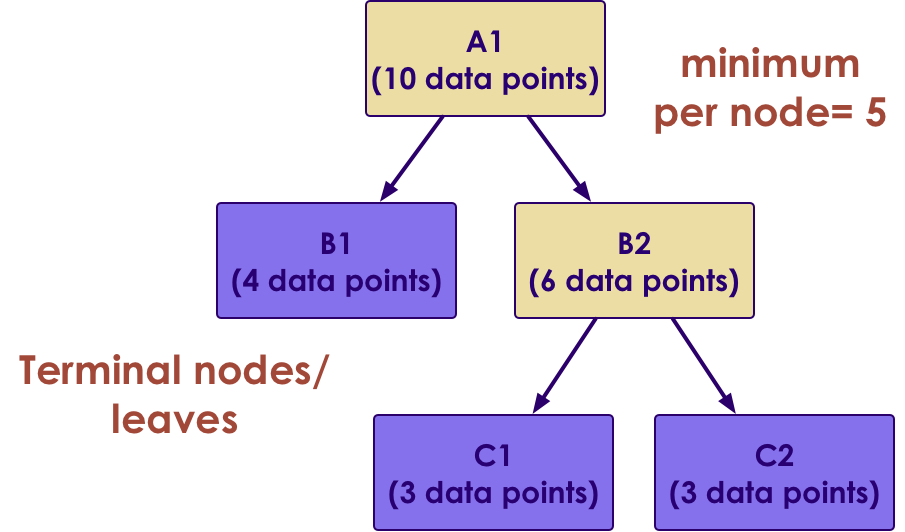 A1
(10 data points)
minimum
per node= 5
B1
(4 data points)
B2
(6 data points)
Terminal nodes/
leaves
C1
(3 data points)
C2
(3 data points)